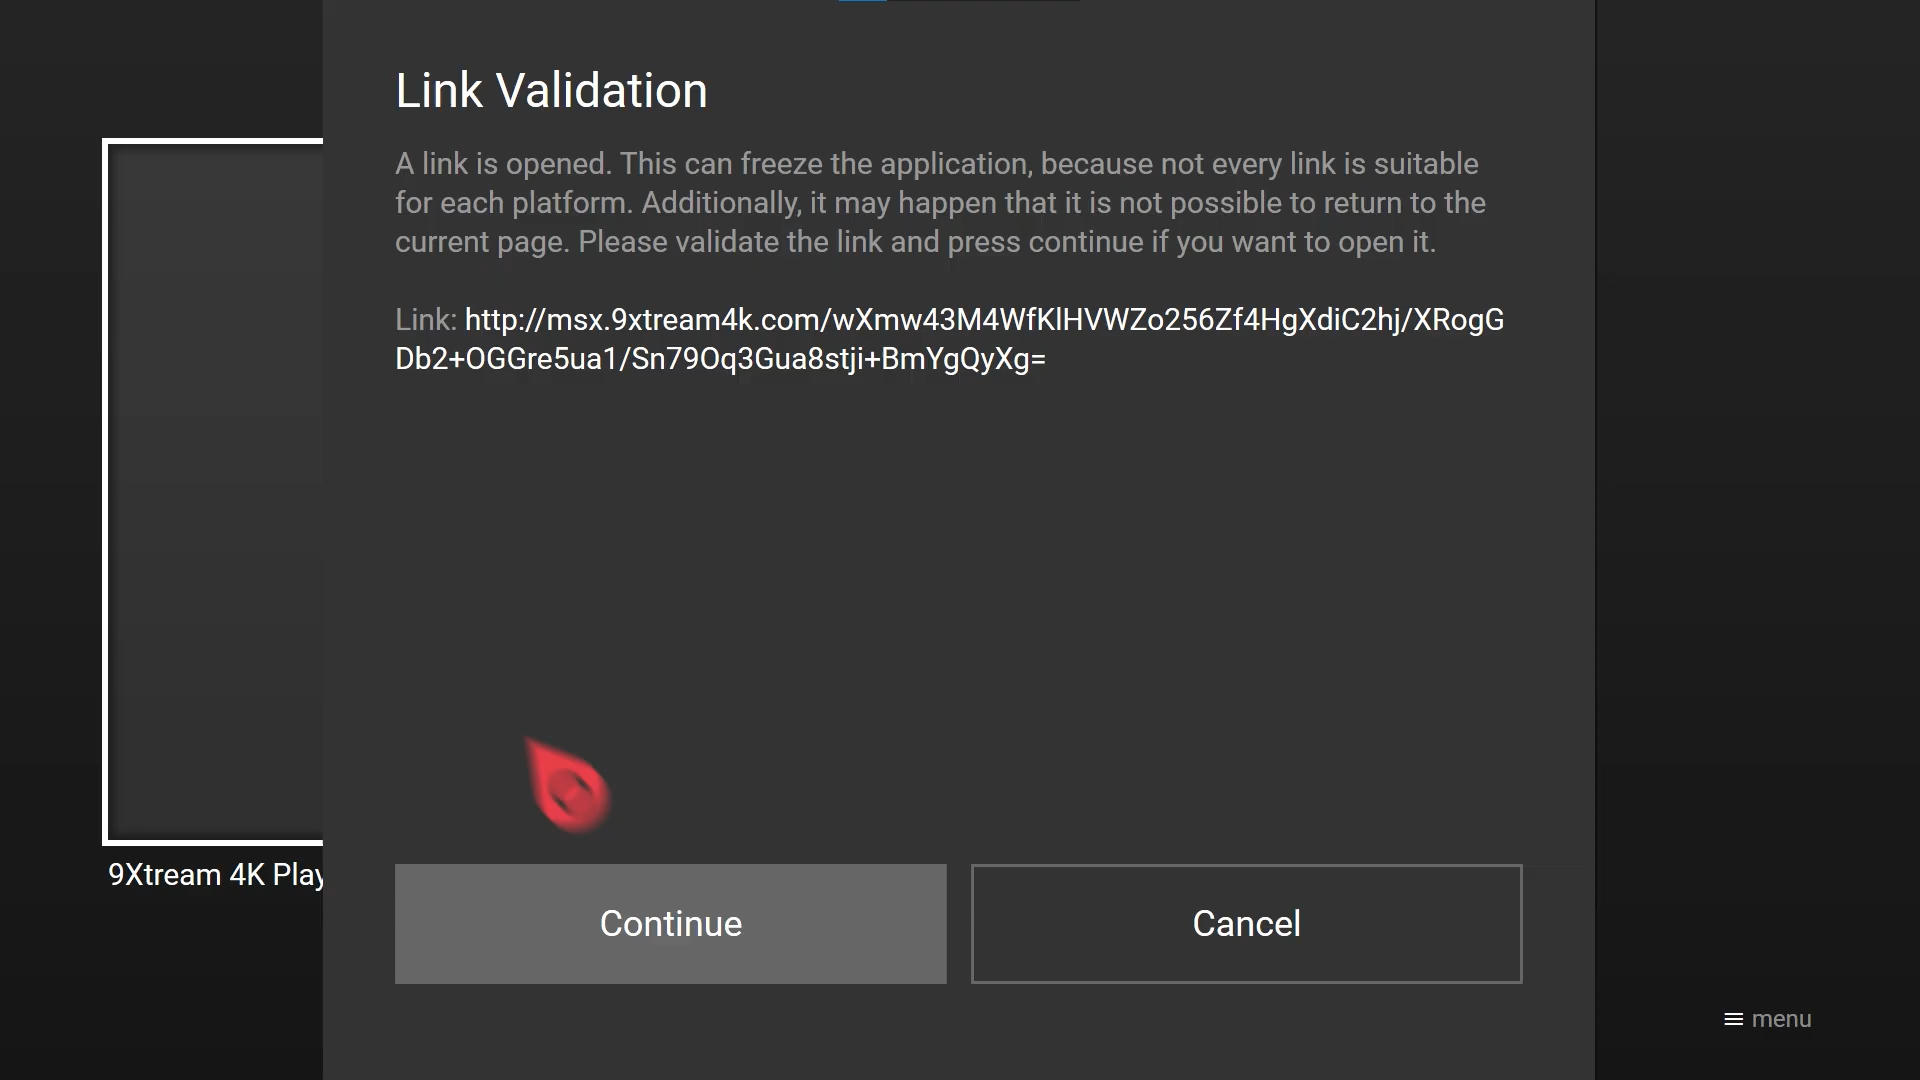 Link Validation
A link is opened. This can freeze the application, because not every link is suitable
for each platform. Additionally, it may happen that it is not possible to return to the
current page. Please validate the link and press continue if you want to open it.
Link: http://msx.9xtream4k.com/wXmw43M4WfKlHVWZo256Zf4HgXdiC2hj/XRogG
Db2+OGGre5ua1/Sn79Oq3Gua8stji+BmYgQyXg=
9Xtream 4K Play
Continue
Cancel
menu